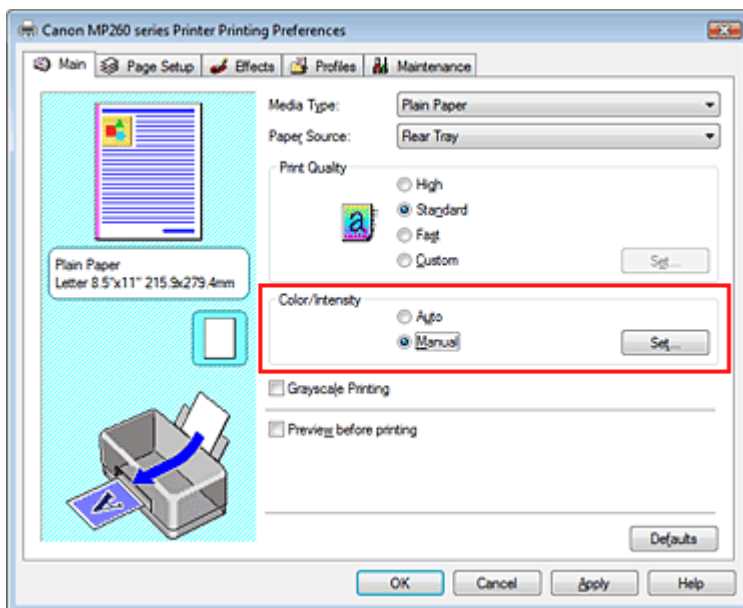 Canon MP260 series Printer Printing Preferences
Main Page Setup Effects Profiles Maintenance
Media Type: Plain Paper
Paper Source: Rear Tray
Print Quality
High
a Standard
Fast
Custom Set...
Plain Paper
Letter 8.5"x11" 215.9x279.4mm
Color/Intensity
Auto
Manual Set...
Grayscale Printing
Preview before printing
Defaults
OK Cancel Apply Help